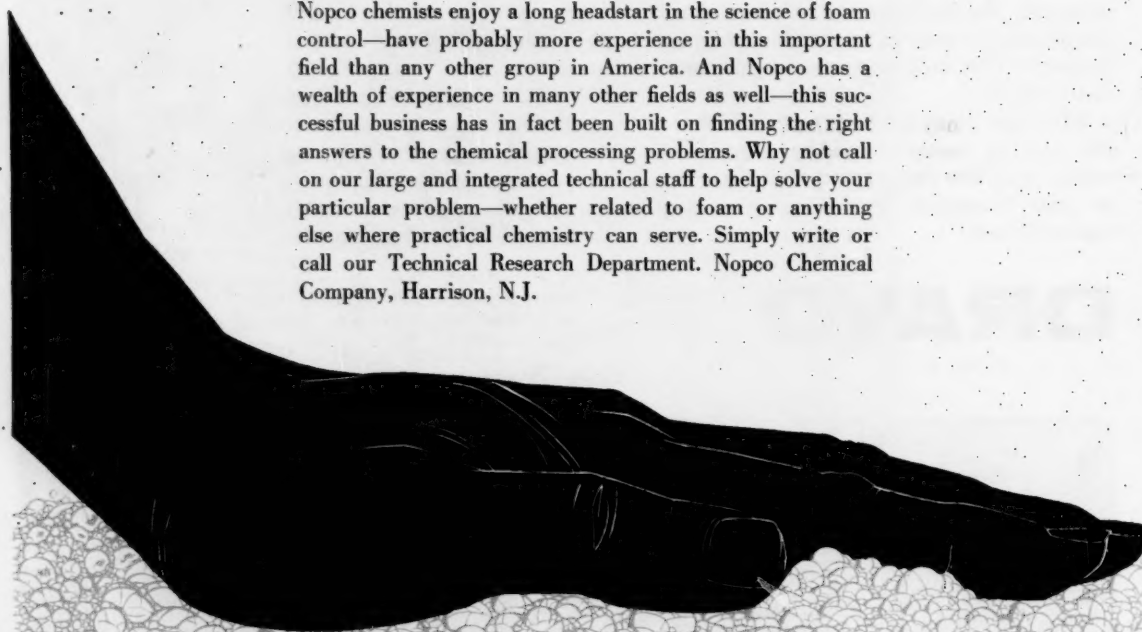 Nopco chemists enjoy a long headstart in the science of foam
control—have probably more experience in this important
field than any other group in America. And Nopco has a
wealth of experience in many other fields as well—this suc-
cessful business has in fact been built on finding the right
answers to the chemical processing problems. Why not call
on our large and integrated technical staff to help solve your
particular problem—whether related to foam or anything
else where practical chemistry can serve. Simply write or
call our Technical Research Department. Nopco Chemical
Company, Harrison, N.J.